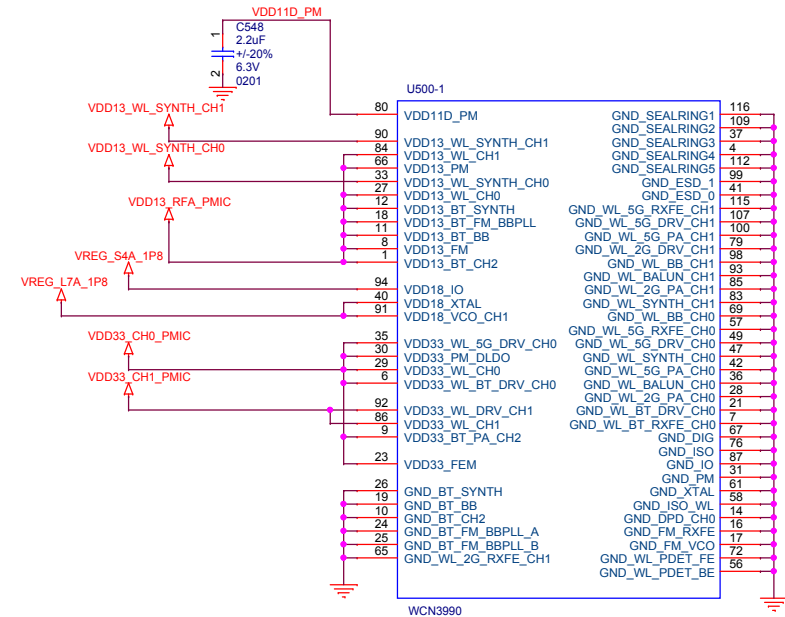 VDD11D_PM
1
C548
2.2uF
+/-20%
6.3V
2
0201
U500-1
VDD13_WL_SYNTH_CH1
VDD13_WL_SYNTH_CH0
VDD13_RFA_PMIC
VREG_S4A_1P8
VREG_L7A_1P8
VDD33_CH0_PMIC
VDD33_CH1_PMIC
80 VDD11D_PM
90 VDD13_WL_SYNTH_CH1
84 VDD13_WL_CH1
66 VDD13_PM
33 VDD13_WL_SYNTH_CH0
27 VDD13_WL_CH0
12 VDD13_BT_SYNTH
18 VDD13_BT_FM_BBPLL
11 VDD13_BT_BB
8 VDD13_FM
1 VDD13_BT_CH2
94 VDD18_IO
40 VDD18_XTAL
91 VDD18_VCO_CH1
35 VDD33_WL_5G_DRV_CH0
30 VDD33_PM_DLDO
29 VDD33_WL_CH0
6 VDD33_WL_BT_DRV_CH0
92 VDD33_WL_DRV_CH1
86 VDD33_WL_CH1
9 VDD33_BT_PA_CH2
23 VDD33_FEM
26 GND_BT_SYNTH
19 GND_BT_BB
10 GND_BT_CH2
24 GND_BT_FM_BBPLL_A
25 GND_BT_FM_BBPLL_B
65 GND_WL_2G_RXFE_CH1
GND_SEALRING1 116
GND_SEALRING2 109
GND_SEALRING3 37
GND_SEALRING4 4
GND_SEALRING5 112
GND_ESD_1 99
GND_ESD_0 41
GND_WL_5G_RXFE_CH1 115
GND_WL_5G_DRV_CH1 107
GND_WL_5G_PA_CH1 100
GND_WL_2G_DRV_CH1 79
GND_WL_BB_CH1 98
GND_WL_BALUN_CH1 93
GND_WL_2G_PA_CH1 85
GND_WL_SYNTH_CH1 83
GND_WL_BB_CH0 69
GND_WL_5G_RXFE_CH0 57
GND_WL_5G_DRV_CH0 49
GND_WL_SYNTH_CH0 47
GND_WL_5G_PA_CH0 42
GND_WL_BALUN_CH0 36
GND_WL_2G_PA_CH0 28
GND_WL_BT_DRV_CH0 21
GND_WL_BT_RXFE_CH0 7
GND_DIG 67
GND_ISO 76
GND_IO 87
GND_PM 31
GND_XTAL 61
GND_ISO_WL 58
GND_DPD_CH0 14
GND_FM_RXFE 16
GND_FM_VCO 17
GND_WL_PDET_FE 72
GND_WL_PDET_BE 56
WCN3990